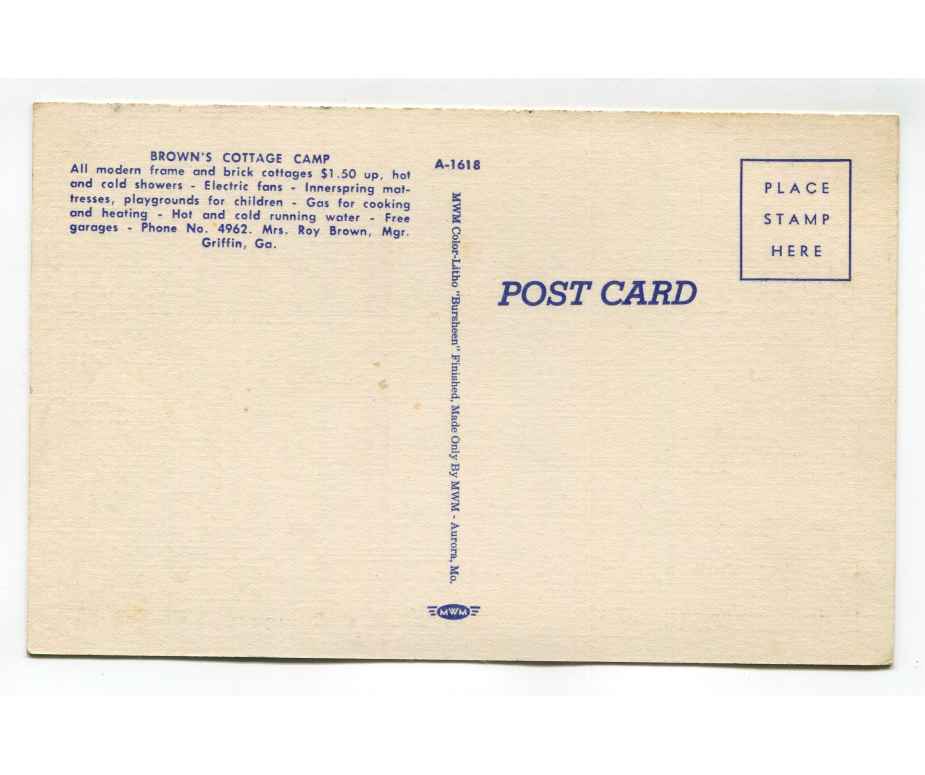 BROWN'S COTTAGE CAMP
All modern frame and brick cottages $1.50 up, hot
and cold showers - Electric fans - Innerspring mat-
tresses, playgrounds for children - Gas for cooking
and heating - Hot and cold running water - Free
garages - Phone No. 4962. Mrs. Roy Brown, Mgr.
Griffin, Ga.
A-1618
MWM Color-Litho "Bursheen" Finished, Made Only By MWM - Aurora, Mo.
MWM
POST CARD
PLACE
STAMP
HERE